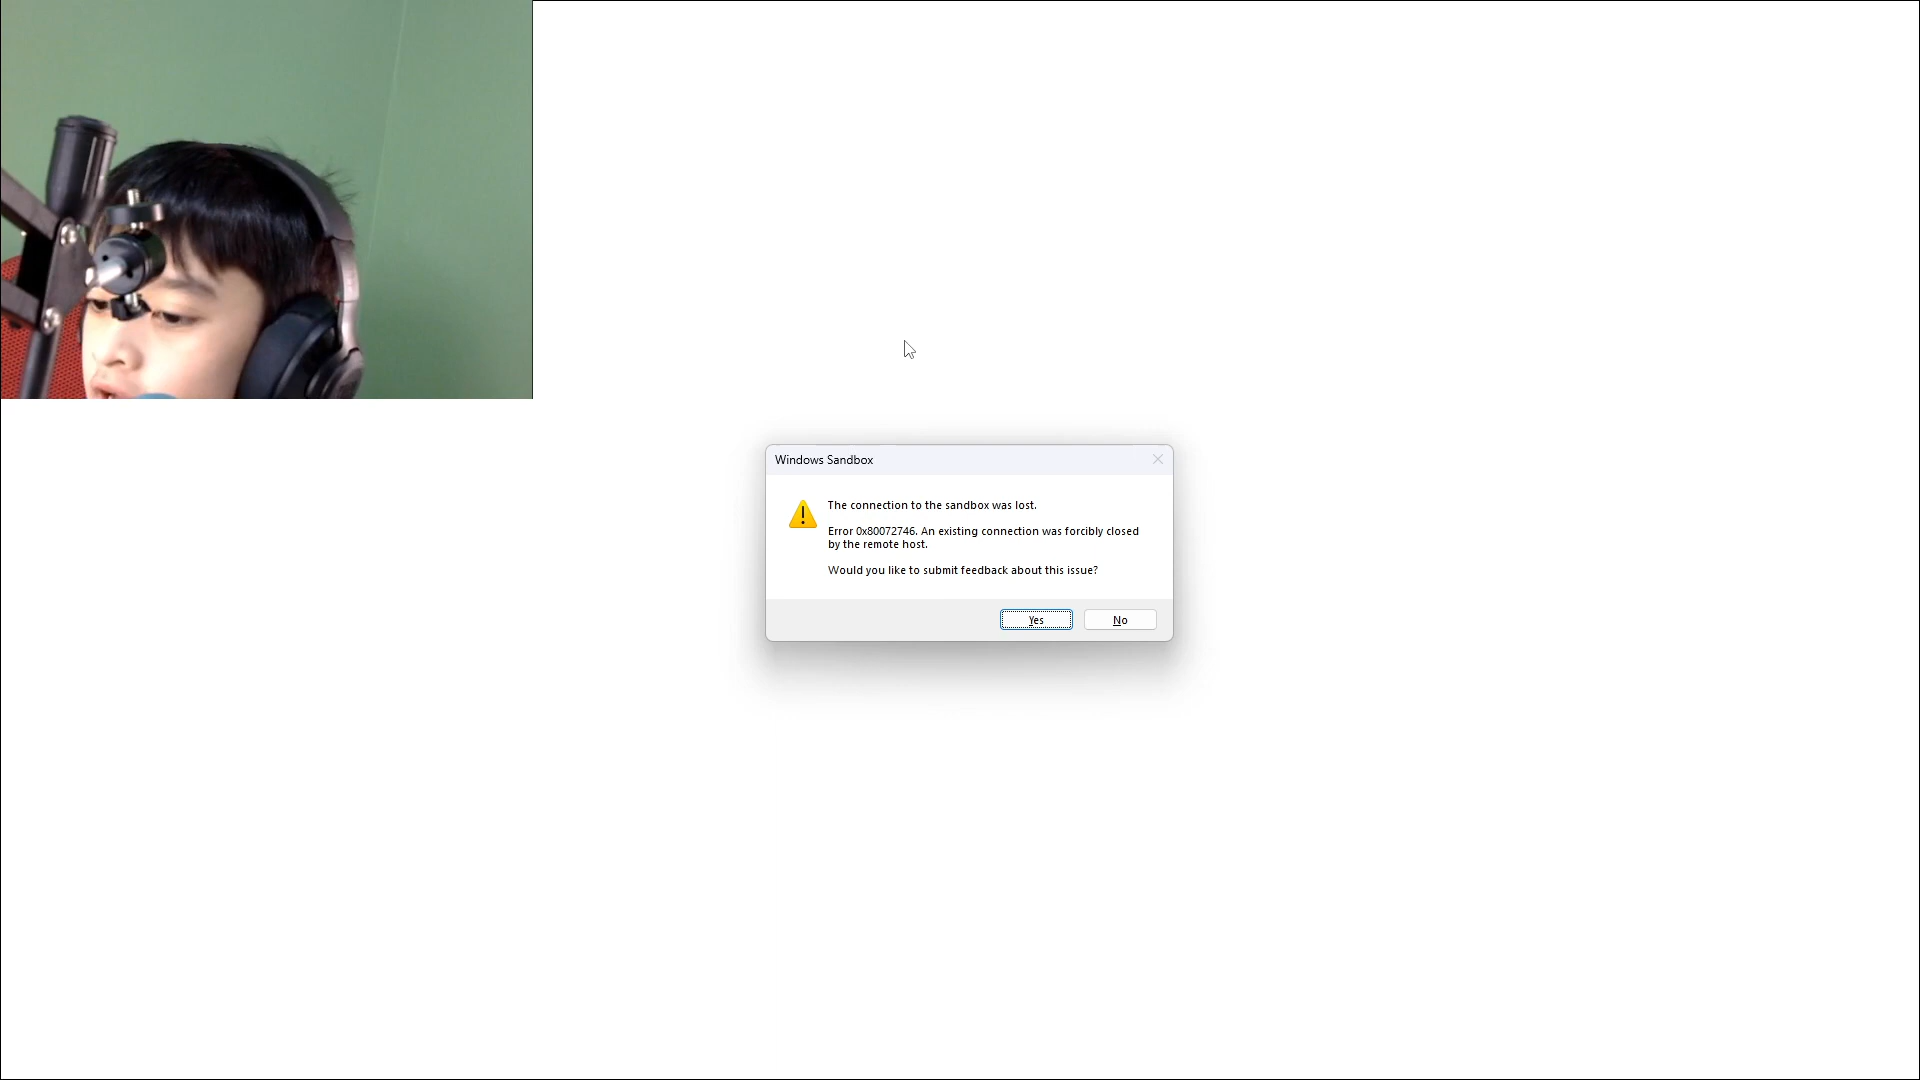 Windows Sandbox
The connection to the sandbox was lost.
Error 0x80072746. An existing connection was forcibly closed
by the remote host.
Would you like to submit feedback about this issue?
Yes
No